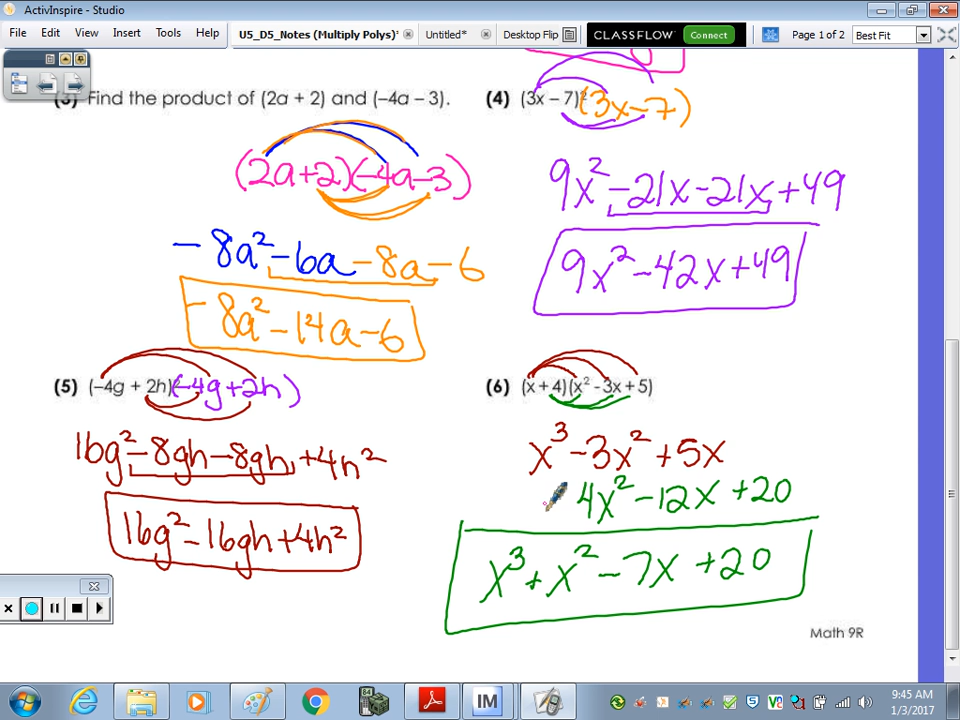 ActivInspire - Studio
File Edit View Insert Tools Help
U5_D5_Notes (Multiply Polys)* Untitled* Desktop Flip CLASSFLOW Connect Page 1 of 2 Best Fit
(3) Find the product of (2a + 2) and (–4a – 3).
(2a+2)(-4a-3)
-8a² -6a -8a -6
-8a² -14a -6
(4) (3x – 7)² (3x-7)
9x² -21x -21x +49
9x² -42x +49
(5) (–4g + 2h)² (-4g+2h)
16g² -8gh -8gh +4h²
16g² -16gh +4h²
(6) (x + 4)(x² - 3x + 5)
x³ -3x² +5x
4x² -12x +20
x³ + x² -7x +20
Math 9R
9:45 AM
1/3/2017